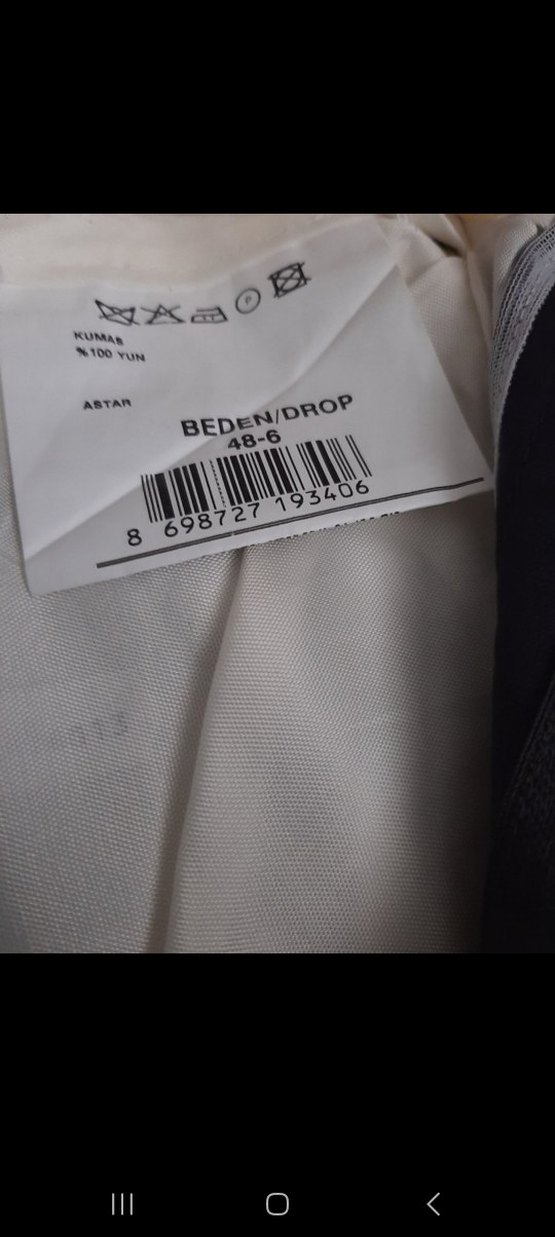 KUMAŞ
%100 YUN
ASTAR
BEDEN/DROP
48-6
8 698727 193406